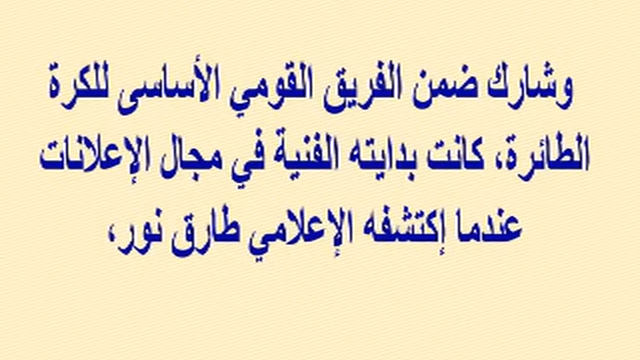 وشارك ضمن الفريق القومي الأساسى للكرة
الطائرة، كانت بدايته الفنية في مجال الإعلانات
عندما إكتشفه الإعلامي طارق نور،